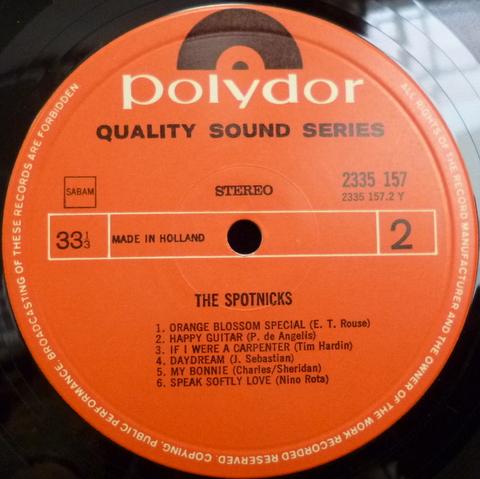 polydor
QUALITY SOUND SERIES
SABAM
STEREO
2335 157
2335 157.2 Y
33 1/3
MADE IN HOLLAND
2
THE SPOTNICKS
1. ORANGE BLOSSOM SPECIAL (E. T. Rouse)
2. HAPPY GUITAR (P. de Angelis)
3. IF I WERE A CARPENTER (Tim Hardin)
4. DAYDREAM (J. Sebastian)
5. MY BONNIE (Charles/Sheridan)
6. SPEAK SOFTLY LOVE (Nino Rota)
ALL RIGHTS OF THE RECORD MANUFACTURER AND THE OWNER OF THE WORK RECORDED RESERVED. COPYING, PUBLIC PERFORMANCE, BROADCASTING OF THESE RECORDS ARE FORBIDDEN